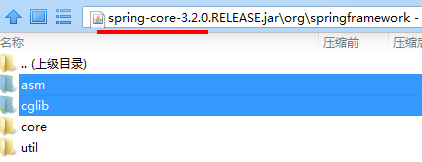 spring-core-3.2.0.RELEASE.jar\org\springframework -
名称 压缩前 压缩后
.. (上级目录)
asm
cglib
core
util